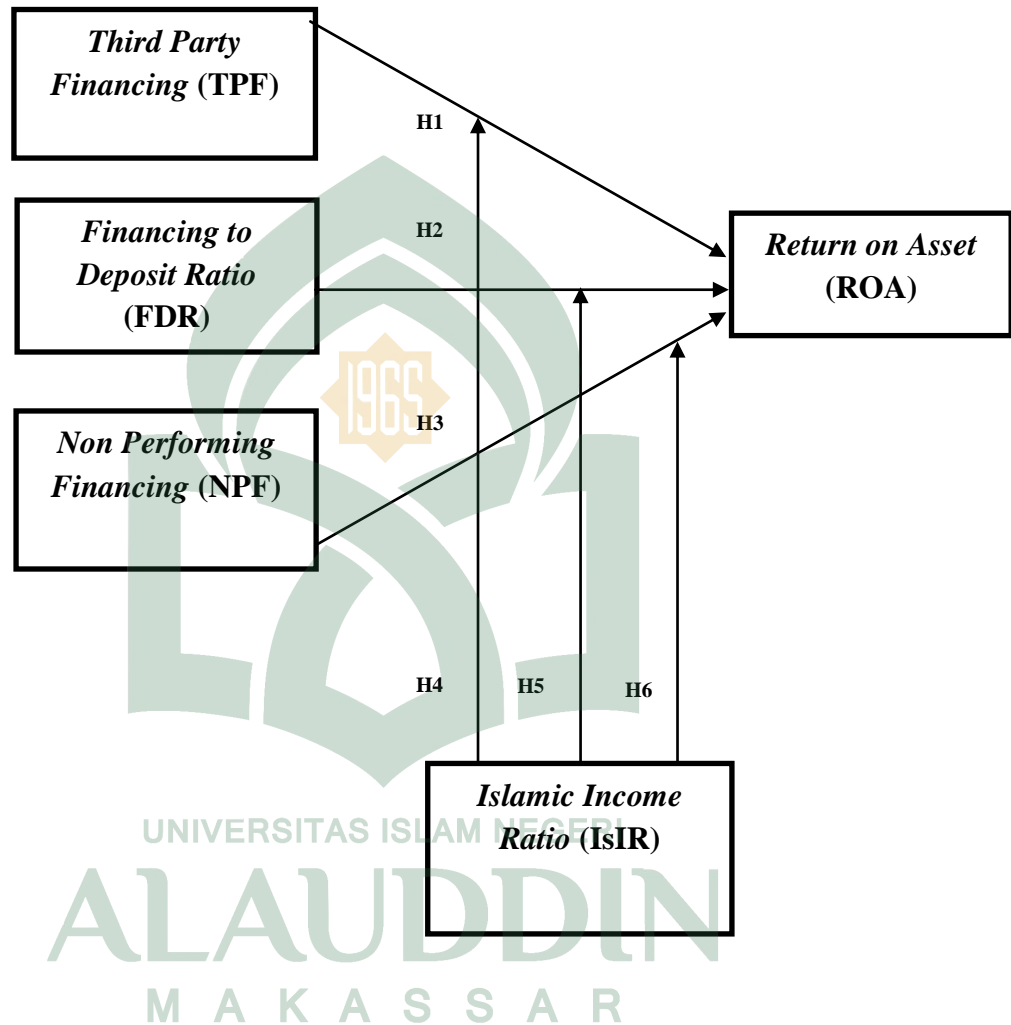 Third Party
Financing (TPF)
H1
Financing to
Deposit Ratio
(FDR)
H2
Return on Asset
(ROA)
1965
Non Performing
Financing (NPF)
H3
H4
H5
H6
Islamic Income
Ratio (IsIR)
UNIVERSITAS ISLAM NEGERI
ALAUDDIN
MAKASSAR